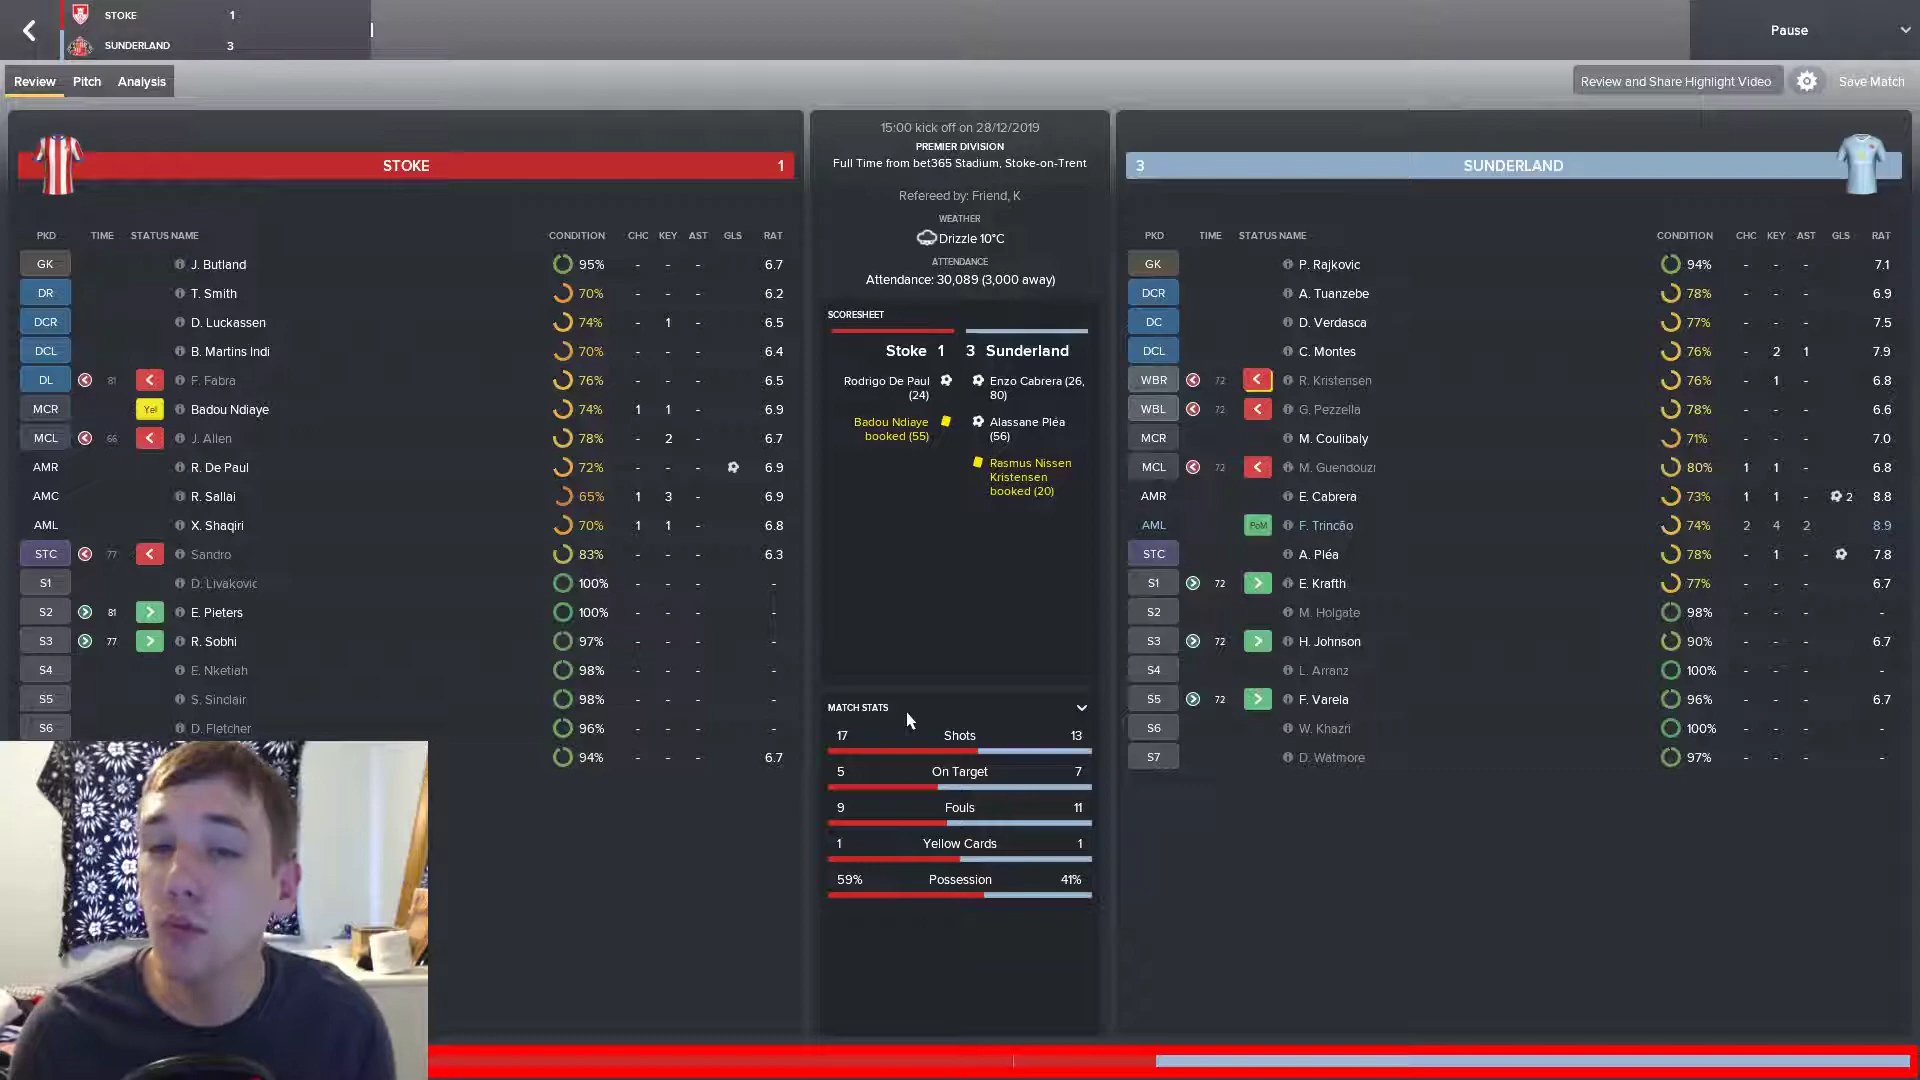 STOKE 1
SUNDERLAND 3
Pause
Review Pitch Analysis
Review and Share Highlight Video Save Match
STOKE 1
PKD TIME STATUS NAME CONDITION CHC KEY AST GLS RAT
GK J. Butland 95% - - - 6.7
DR T. Smith 70% - - - 6.2
DCR D. Luckassen 74% - 1 - 6.5
DCL B. Martins Indi 70% - - - 6.4
DL 81 F. Fabra 76% - - - 6.5
MCR Yel Badou Ndiaye 74% 1 1 - 6.9
MCL 66 J. Allen 78% - 2 - 6.7
AMR R. De Paul 72% - - - 6.9
AMC R. Sallai 65% 1 3 - 6.9
AML X. Shaqiri 70% 1 1 - 6.8
STC 77 Sandro 83% - - - 6.3
S1 D. Livakovic 100% - - - -
S2 81 E. Pieters 100% - - - -
S3 77 R. Sobhi 97% - - - -
S4 E. Nketiah 98% - - - -
S5 S. Sinclair 98% - - - -
S6 D. Fletcher 96% - - - -
94% - - - 6.7
15:00 kick off on 28/12/2019
PREMIER DIVISION
Full Time from bet365 Stadium, Stoke-on-Trent
Refereed by: Friend, K
WEATHER
Drizzle 10°C
ATTENDANCE
Attendance: 30,089 (3,000 away)
SCORESHEET
Stoke 1 3 Sunderland
Rodrigo De Paul
(24)
Badou Ndiaye
booked (55)
Enzo Cabrera (26,
80)
Alassane Pléa
(56)
Rasmus Nissen
Kristensen
booked (20)
MATCH STATS
17 Shots 13
5 On Target 7
9 Fouls 11
1 Yellow Cards 1
59% Possession 41%
3 SUNDERLAND
PKD TIME STATUS NAME CONDITION CHC KEY AST GLS RAT
GK P. Rajkovic 94% - - - 7.1
DCR A. Tuanzebe 78% - - - 6.9
DC D. Verdasca 77% - - - 7.5
DCL C. Montes 76% - 2 1 7.9
WBR 72 R. Kristensen 76% - 1 - 6.8
WBL 72 G. Pezzella 78% - - - 6.6
MCR M. Coulibaly 71% - - - 7.0
MCL 72 M. Guendouzi 80% 1 1 - 6.8
AMR E. Cabrera 73% 1 1 - 2 8.8
AML PoM F. Trincão 74% 2 4 2 8.9
STC A. Pléa 78% - 1 - 7.8
S1 72 E. Krafth 77% - - - 6.7
S2 M. Holgate 98% - - - -
S3 72 H. Johnson 90% - - - 6.7
S4 L. Arranz 100% - - - -
S5 72 F. Varela 96% - - - 6.7
S6 W. Khazri 100% - - - -
S7 D. Watmore 97% - - - -